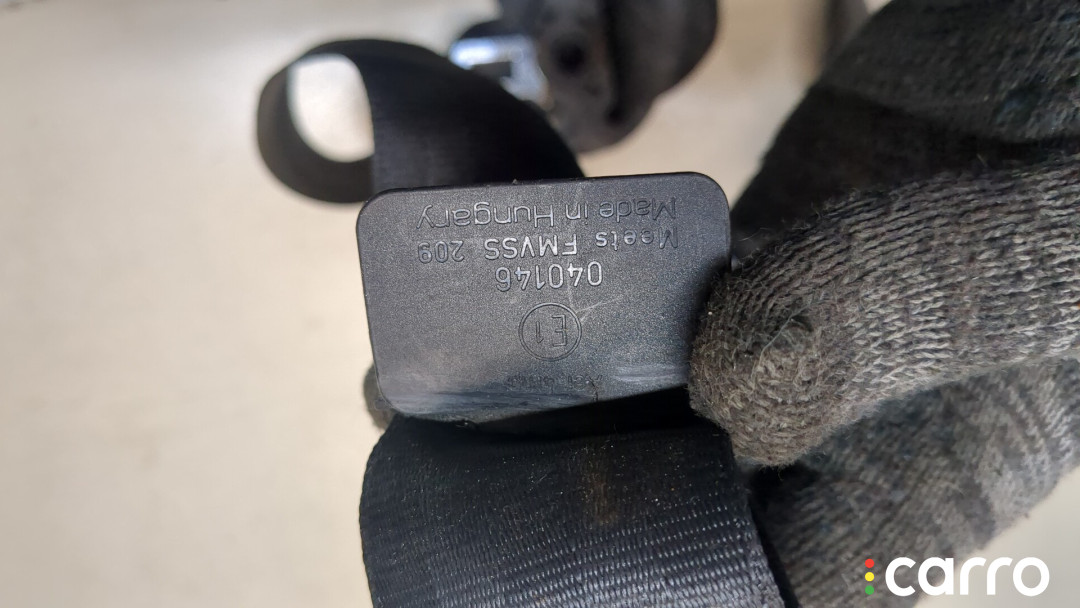 E1
040146
Meets FMVSS 209
Made in Hungary
carro